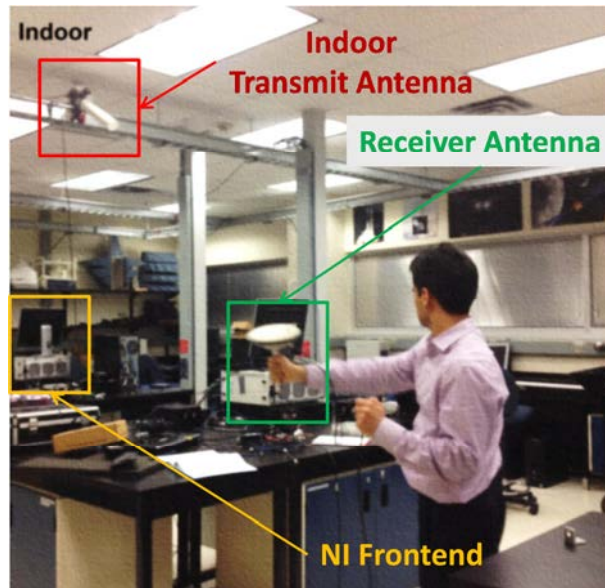 Indoor
Indoor
Transmit Antenna
Receiver Antenna
NI Frontend